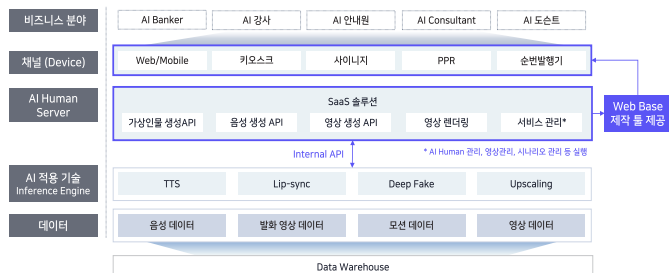 비즈니스 분야
AI Banker
AI 강사
AI 안내원
AI Consultant
AI 도슨트
채널 (Device)
Web/Mobile
키오스크
사이니지
PPR
순번발행기
AI Human
Server
SaaS 솔루션
가상인물 생성API
음성 생성 API
영상 생성 API
영상 렌더링
서비스 관리*
Web Base
제작 툴 제공
Internal API
* AI Human 관리, 영상관리, 시나리오 관리 등 실행
AI 적용 기술
Inference Engine
TTS
Lip-sync
Deep Fake
Upscaling
데이터
음성 데이터
발화 영상 데이터
모션 데이터
영상 데이터
Data Warehouse